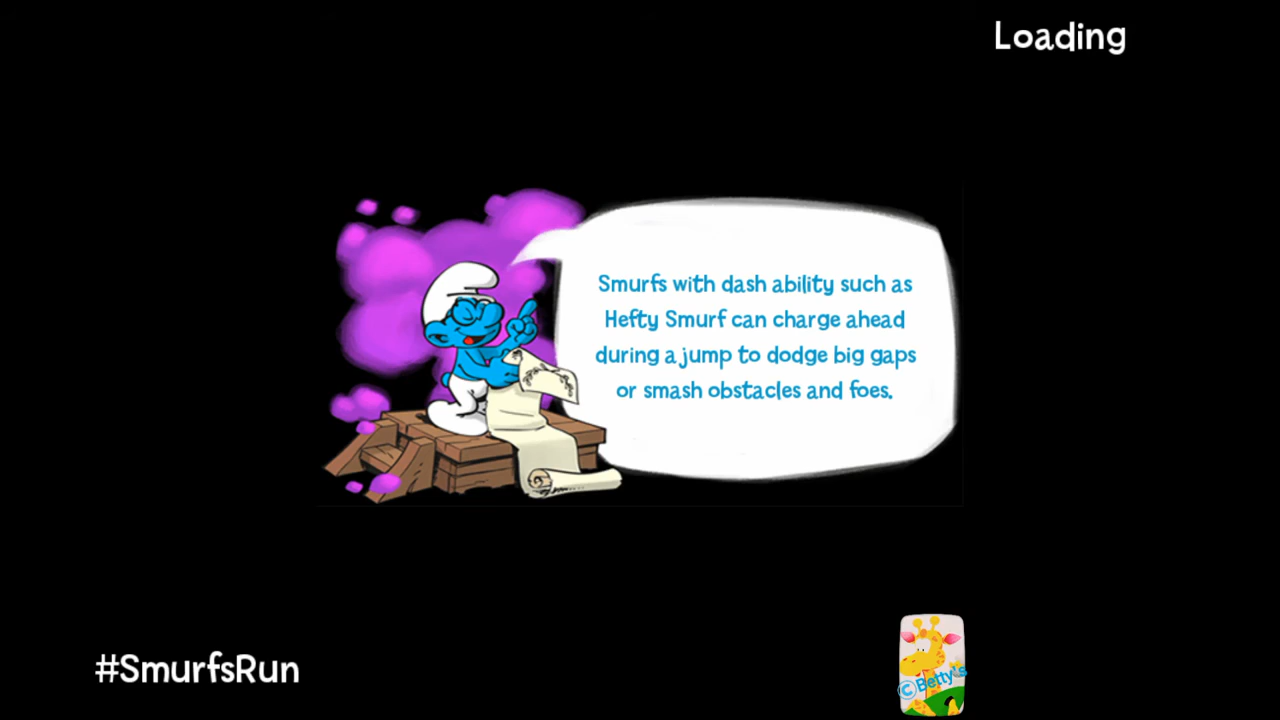 Loading
Smurfs with dash ability such as
Hefty Smurf can charge ahead
during a jump to dodge big gaps
or smash obstacles and foes.
#SmurfsRun
© Betty's